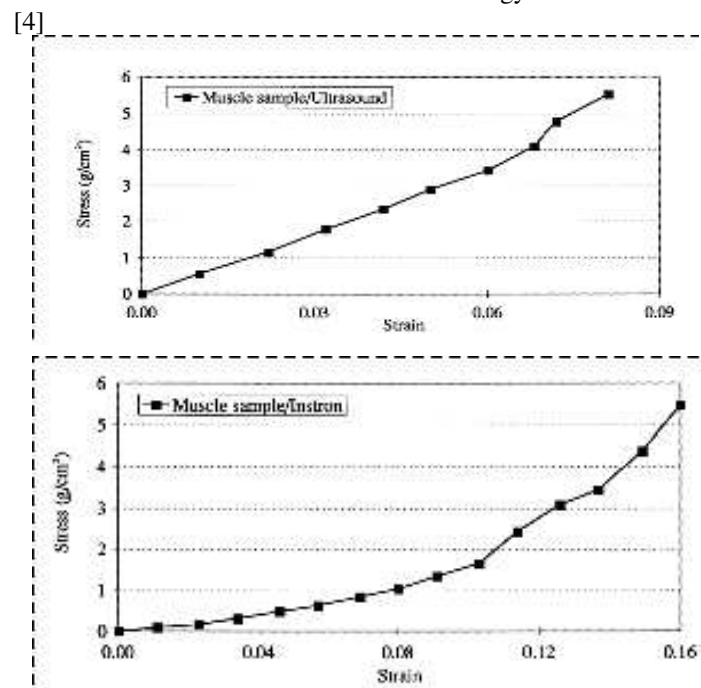 [4]
6
Muscle sample/Ultrasound
5
4
3
2
1
0
Stress (g/cm²)
0.00 0.03 0.06 0.09
Strain
6
Muscle sample/Instron
5
4
3
2
1
0
Stress (g/cm²)
0.00 0.04 0.08 0.12 0.16
Strain